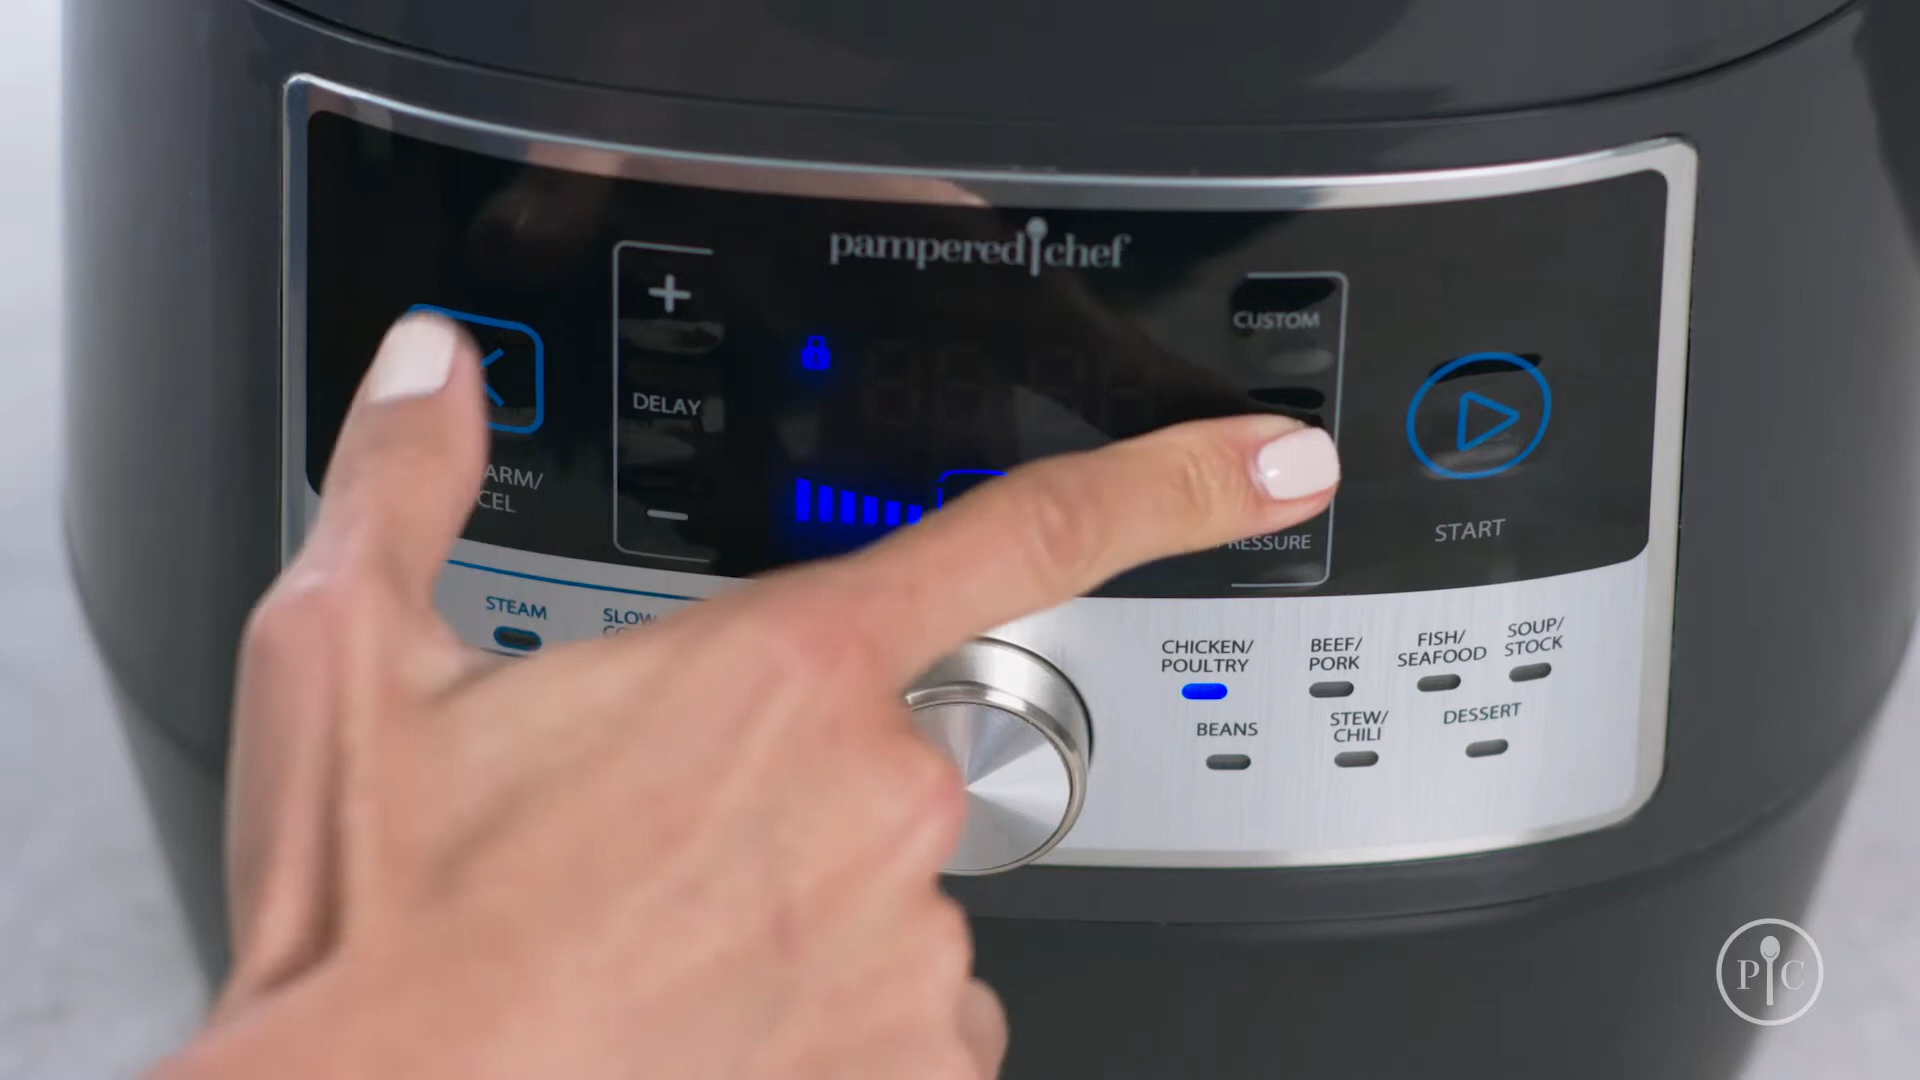 pampered chef
+
CUSTOM
DELAY
ARM/
CEL
−
RESSURE
START
STEAM
SLOW
CHICKEN/
POULTRY
BEEF/
PORK
FISH/
SEAFOOD
SOUP/
STOCK
BEANS
STEW/
CHILI
DESSERT
P C